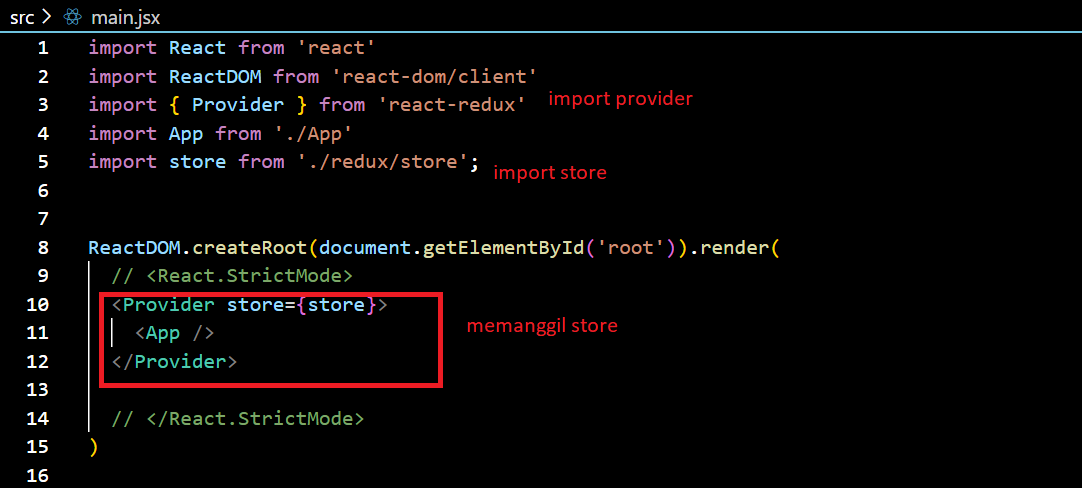 src > main.jsx
1 import React from 'react'
2 import ReactDOM from 'react-dom/client'
3 import { Provider } from 'react-redux' import provider
4 import App from './App'
5 import store from './redux/store'; import store
6
7
8 ReactDOM.createRoot(document.getElementById('root')).render(
9 // <React.StrictMode>
10 <Provider store={store}>
11 <App /> memanggil store
12 </Provider>
13
14 // </React.StrictMode>
15 )
16